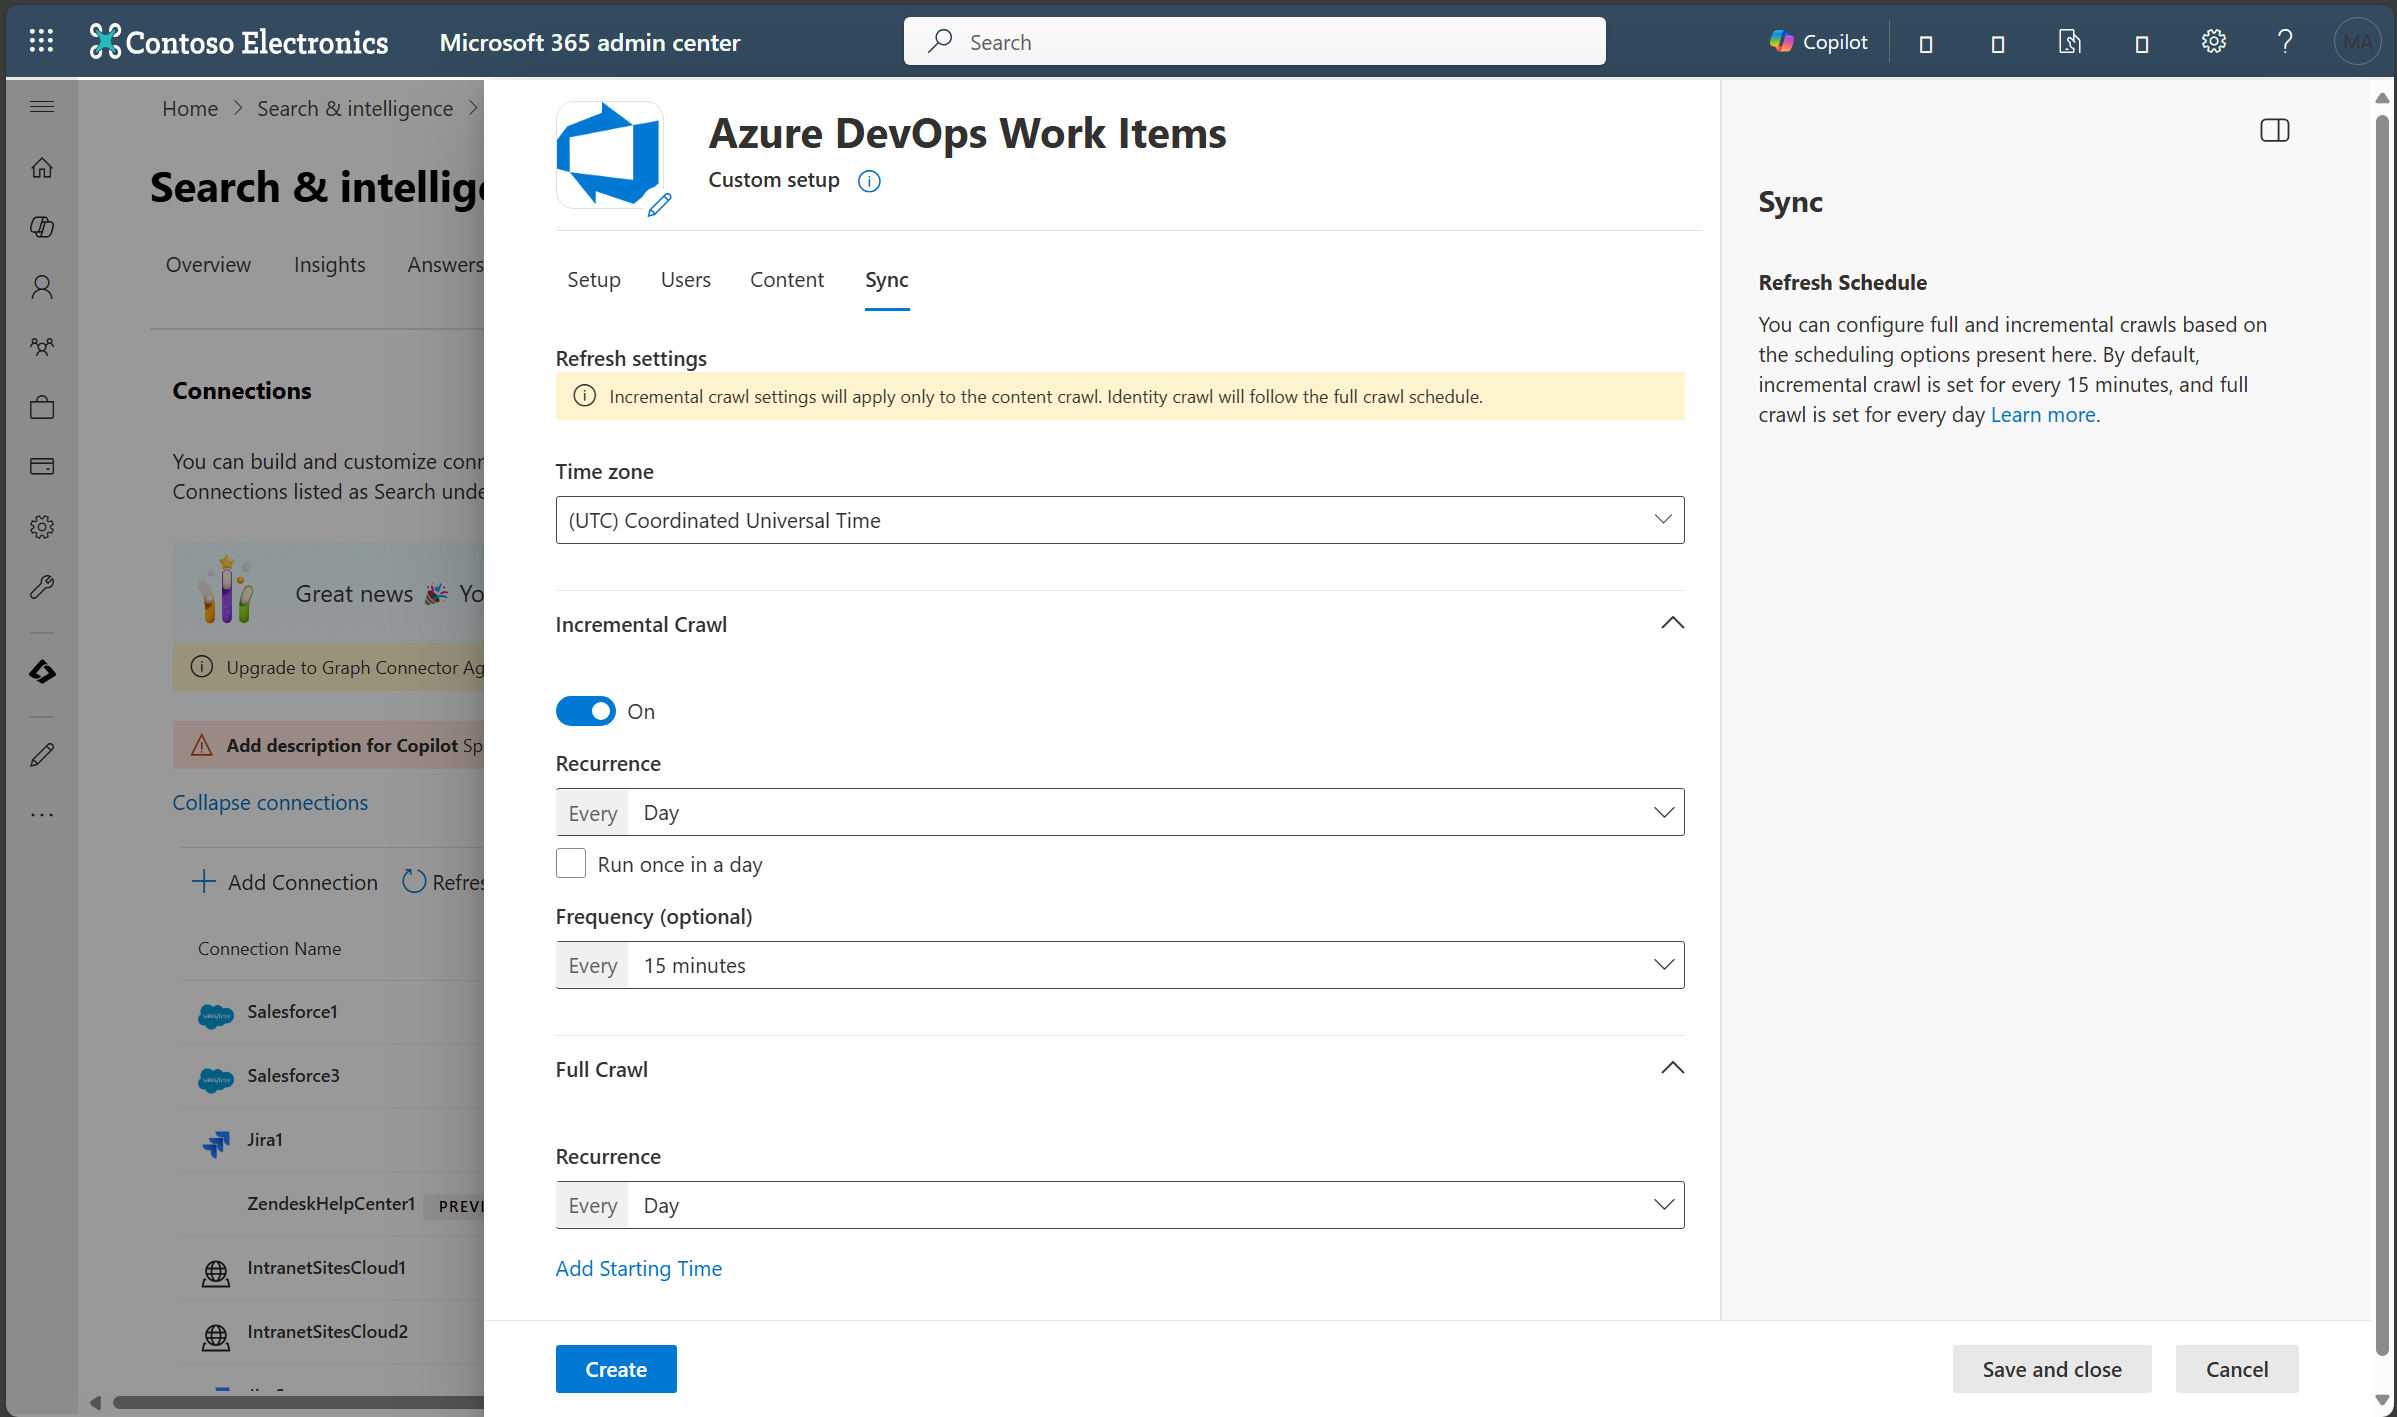 Contoso Electronics
Microsoft 365 admin center
Search
Copilot
MA
Home > Search & intelligence >
Search & intellig
Overview Insights Answers
Connections
You can build and customize conn
Connections listed as Search unde
Great news 🎉 Yo
Upgrade to Graph Connector Ag
Add description for Copilot Sp
Collapse connections
Add Connection Refres
Connection Name
Salesforce1
Salesforce3
Jira1
ZendeskHelpCenter1 PREVI
IntranetSitesCloud1
IntranetSitesCloud2
Azure DevOps Work Items
Custom setup
Setup Users Content Sync
Refresh settings
Incremental crawl settings will apply only to the content crawl. Identity crawl will follow the full crawl schedule.
Time zone
(UTC) Coordinated Universal Time
Incremental Crawl
On
Recurrence
Every Day
Run once in a day
Frequency (optional)
Every 15 minutes
Full Crawl
Recurrence
Every Day
Add Starting Time
Create
Save and close
Cancel
Sync
Refresh Schedule
You can configure full and incremental crawls based on
the scheduling options present here. By default,
incremental crawl is set for every 15 minutes, and full
crawl is set for every day Learn more.